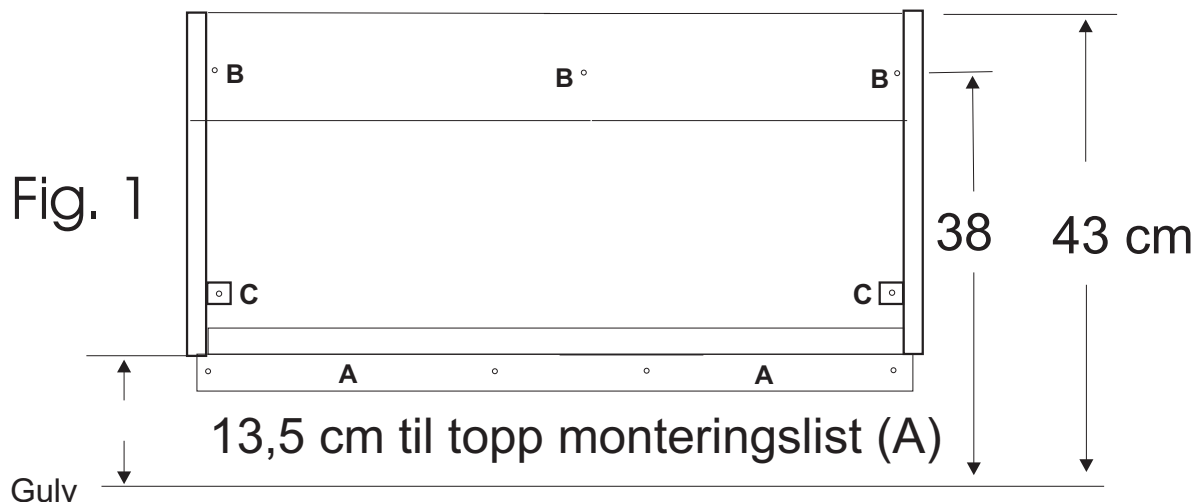 B B B
Fig. 1
38 43 cm
C C
A A
13,5 cm til topp monteringslist (A)
Gulv